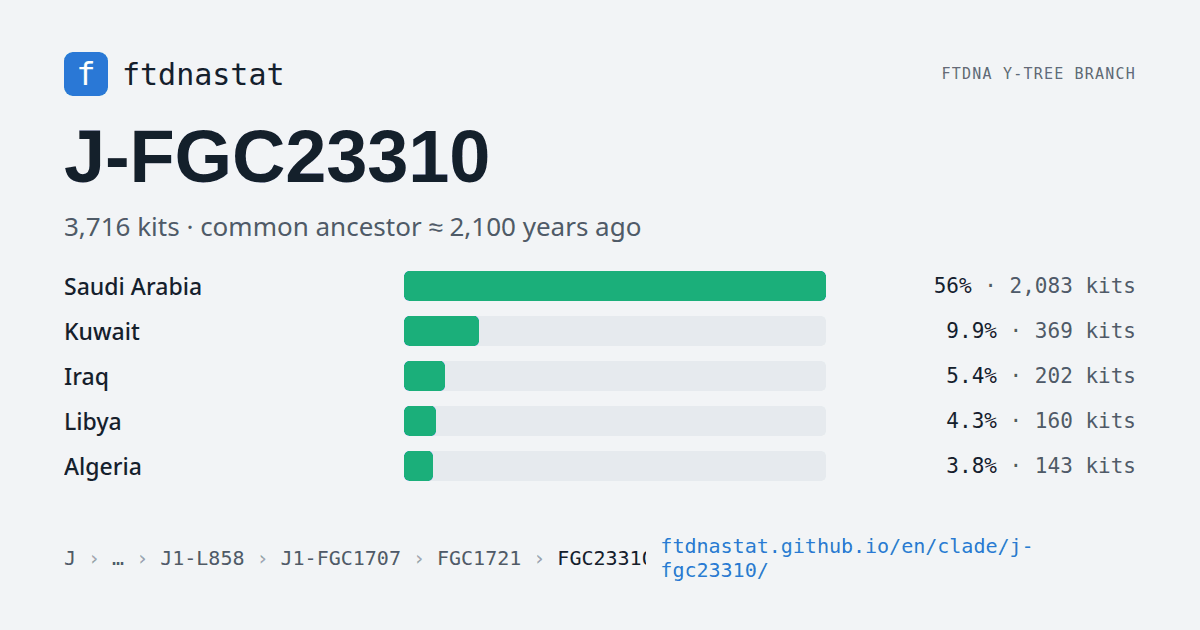 f ftdnastat
FTDNA Y-TREE BRANCH
J-FGC23310
3,716 kits · common ancestor ≈ 2,100 years ago
Saudi Arabia 56% · 2,083 kits
Kuwait 9.9% · 369 kits
Iraq 5.4% · 202 kits
Libya 4.3% · 160 kits
Algeria 3.8% · 143 kits
J › … › J1-L858 › J1-FGC1707 › FGC1721 › FGC23310
ftdnastat.github.io/en/clade/j-
fgc23310/